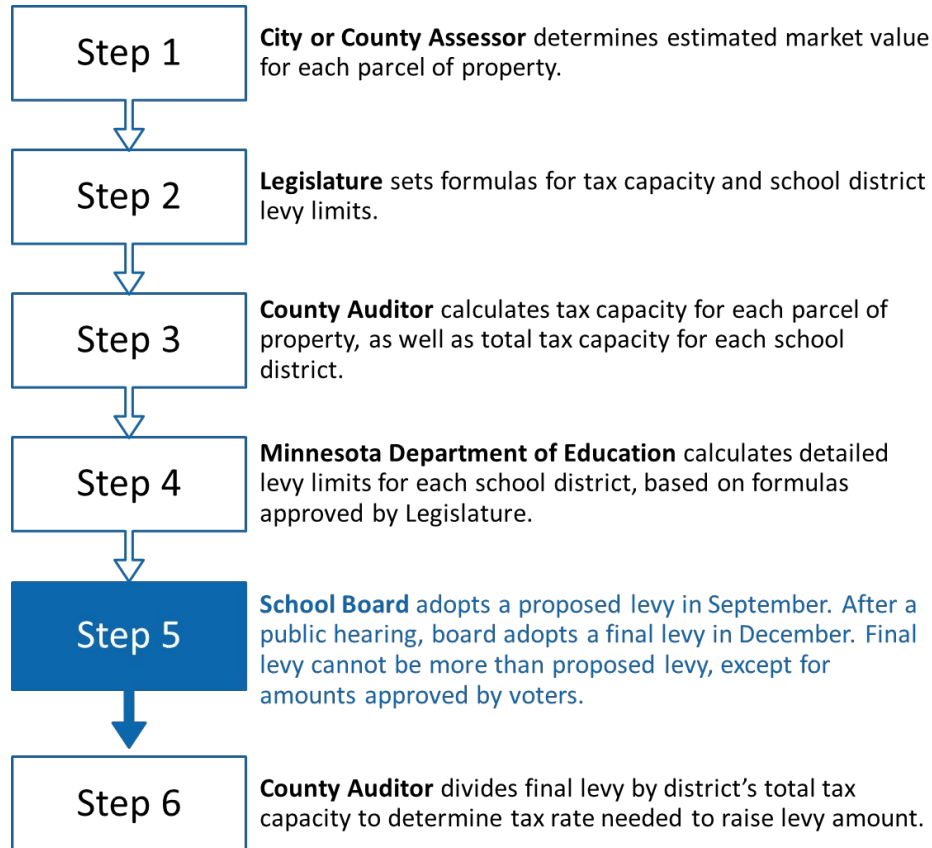 Step 1
City or County Assessor determines estimated market value
for each parcel of property.
Step 2
Legislature sets formulas for tax capacity and school district
levy limits.
Step 3
County Auditor calculates tax capacity for each parcel of
property, as well as total tax capacity for each school
district.
Step 4
Minnesota Department of Education calculates detailed
levy limits for each school district, based on formulas
approved by Legislature.
Step 5
School Board adopts a proposed levy in September. After a
public hearing, board adopts a final levy in December. Final
levy cannot be more than proposed levy, except for
amounts approved by voters.
Step 6
County Auditor divides final levy by district’s total tax
capacity to determine tax rate needed to raise levy amount.